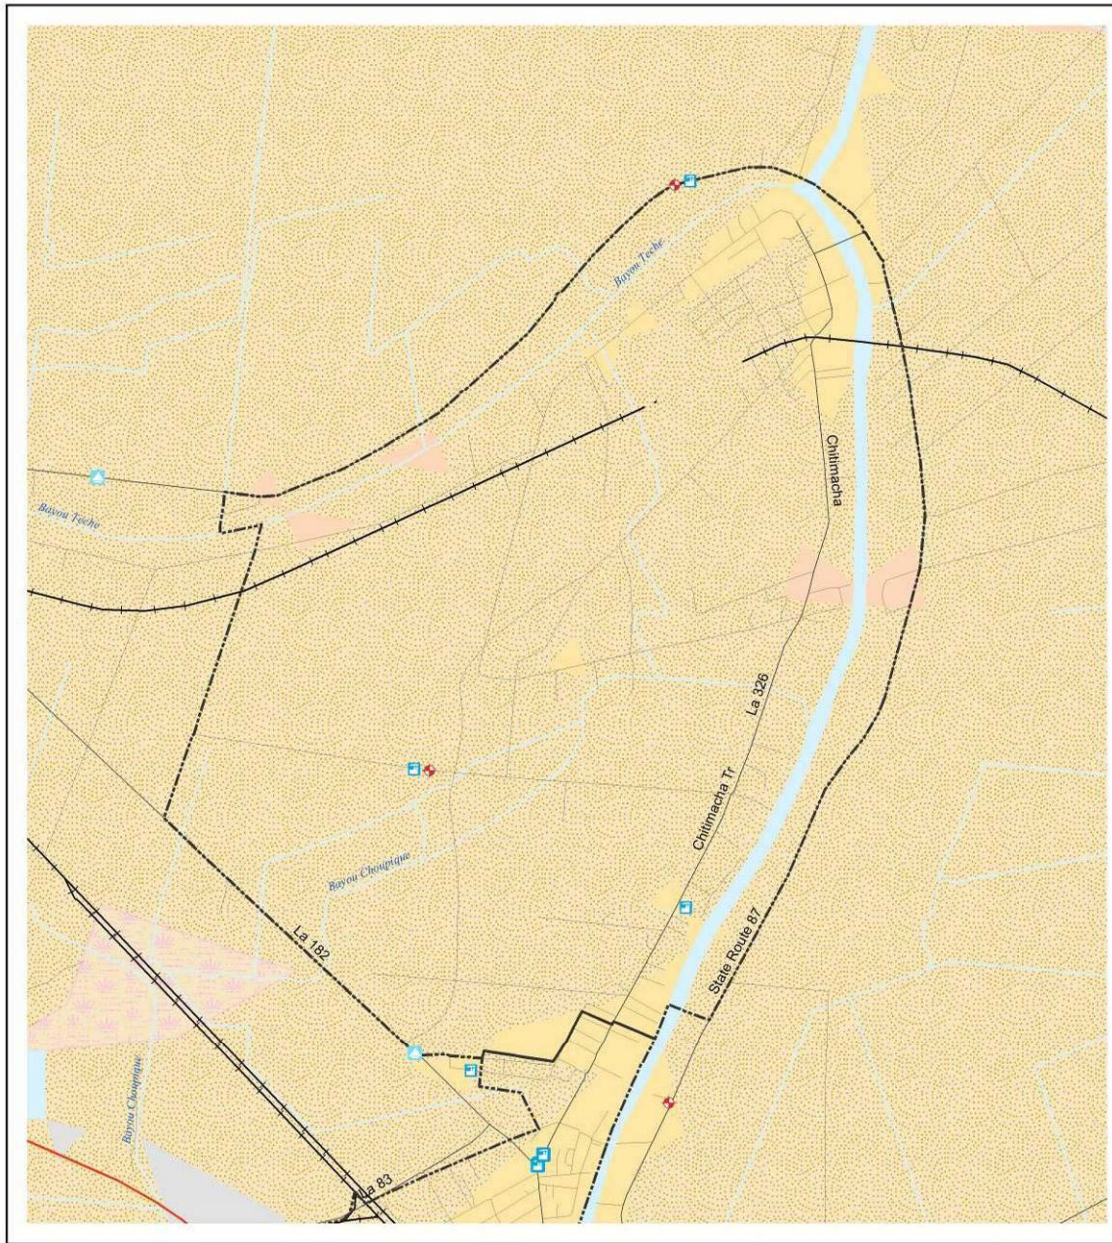 Bayou Teche
Chitimacha
Bayou Teche
La 326
Chitimacha Tr
Bayou Choupique
State Route 87
La 182
Bayou Choupique
La 83